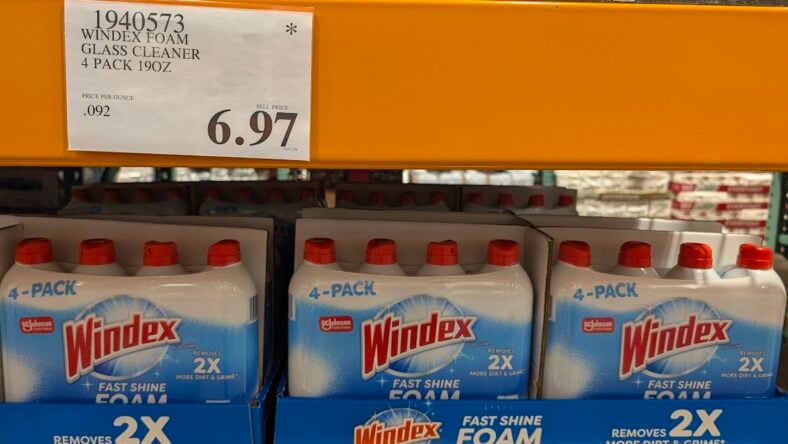 1940573 *
WINDEX FOAM
GLASS CLEANER
4 PACK 19OZ
PRICE PER OUNCE
.092
SELL PRICE
6.97
4-PACK
SC Johnson
Windex
REMOVES
2X
MORE DIRT & GRIME*
FAST SHINE
FOAM
4-PACK
SC Johnson
Windex
REMOVES
2X
MORE DIRT & GRIME*
FAST SHINE
FOAM
4-PACK
SC Johnson
Windex
REMOVES
2X
MORE DIRT & GRIME*
FAST SHINE
FOAM
REMOVES 2X
Windex
FAST SHINE
FOAM
REMOVES 2X
MORE DIRT & GRIME*